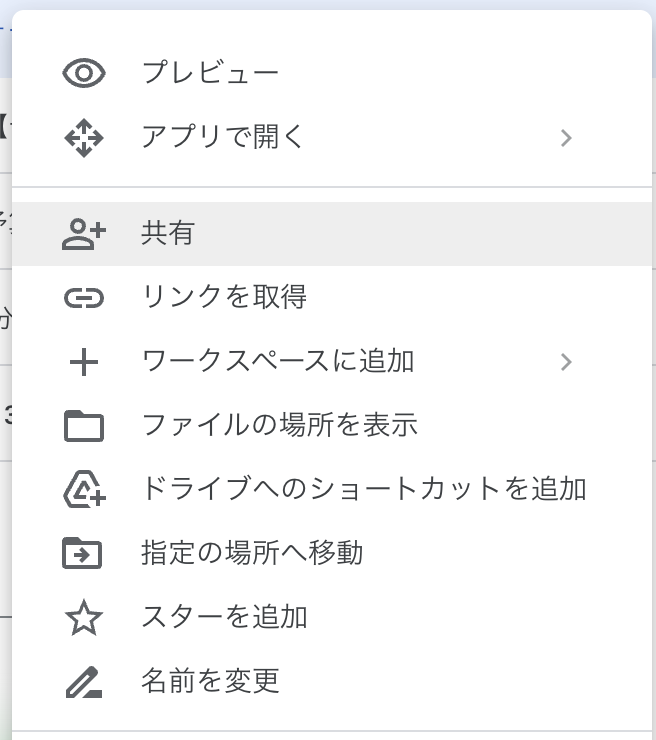 プレビュー
アプリで開く
共有
リンクを取得
ワークスペースに追加
ファイルの場所を表示
ドライブへのショートカットを追加
指定の場所へ移動
スターを追加
名前を変更